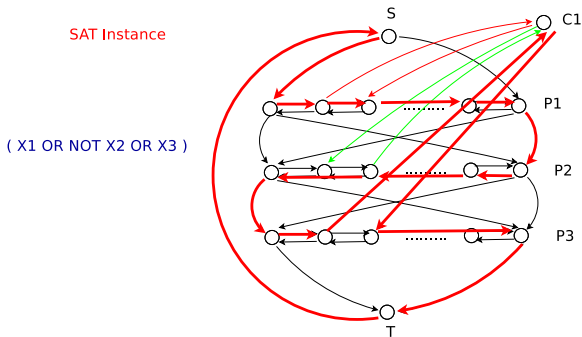 S
C1
SAT Instance
P1
( X1 OR NOT X2 OR X3 )
P2
P3
T